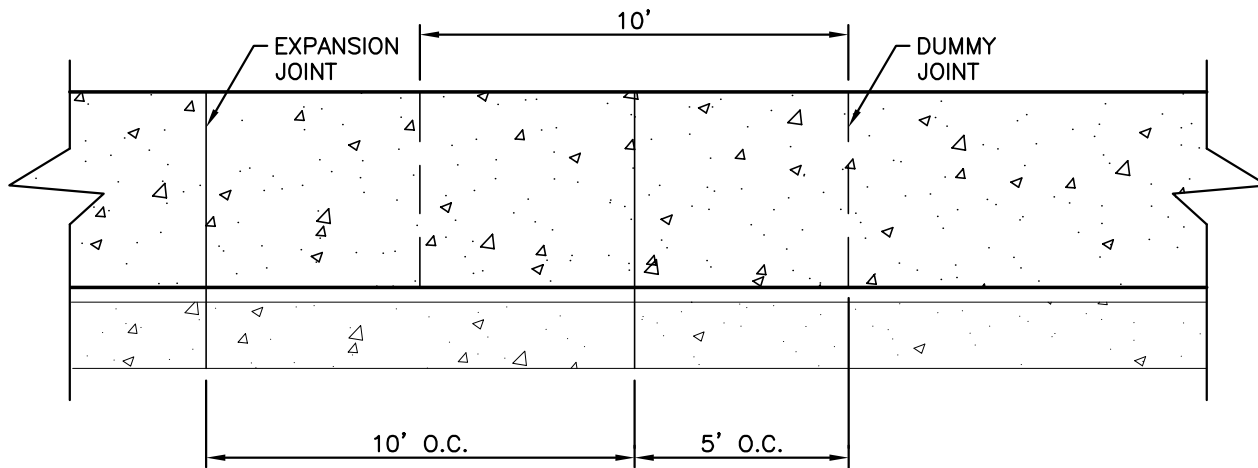 10'
EXPANSION
JOINT
DUMMY
JOINT
10' O.C.
5' O.C.